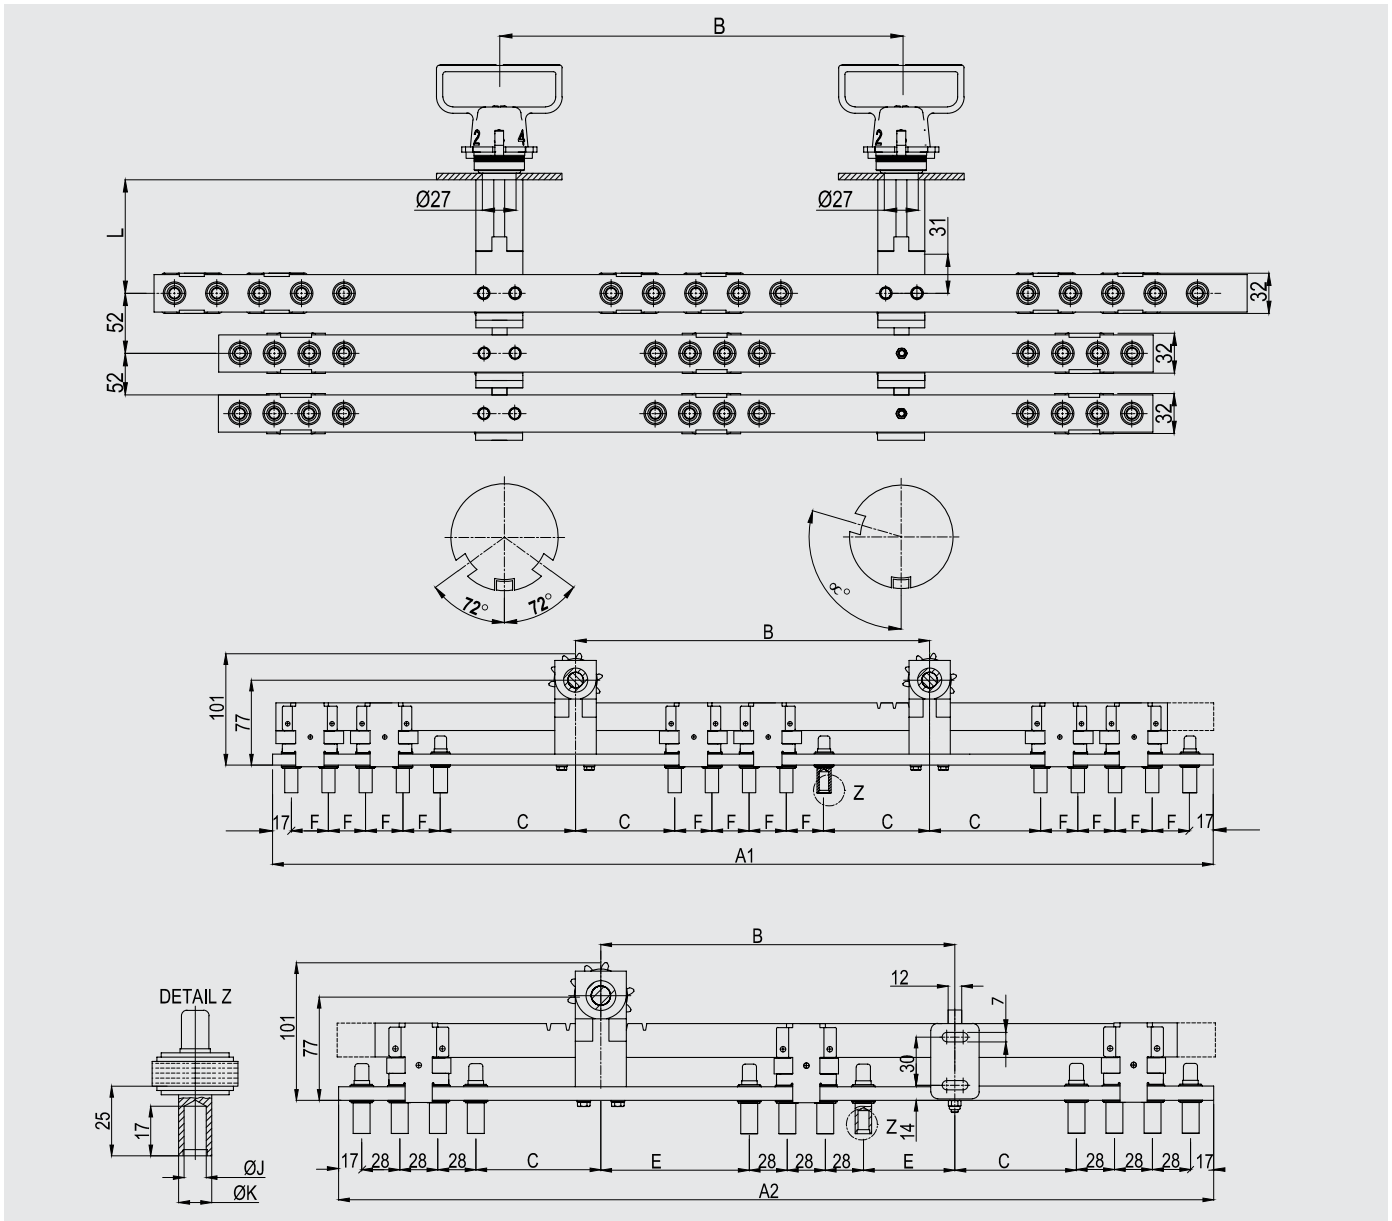 B
2 4 2
Ø27 Ø27
L 31
52 32
52 32
32
72° 72° ∝°
B
101 77
Z
17 F F F F C C F F F F C C F F F F 17
A1
B
DETAIL Z
101 77 12 7
30
14
Z
25 17
ØJ
ØK
17 28 28 28 C E 28 28 28 E C 28 28 28 17
A2